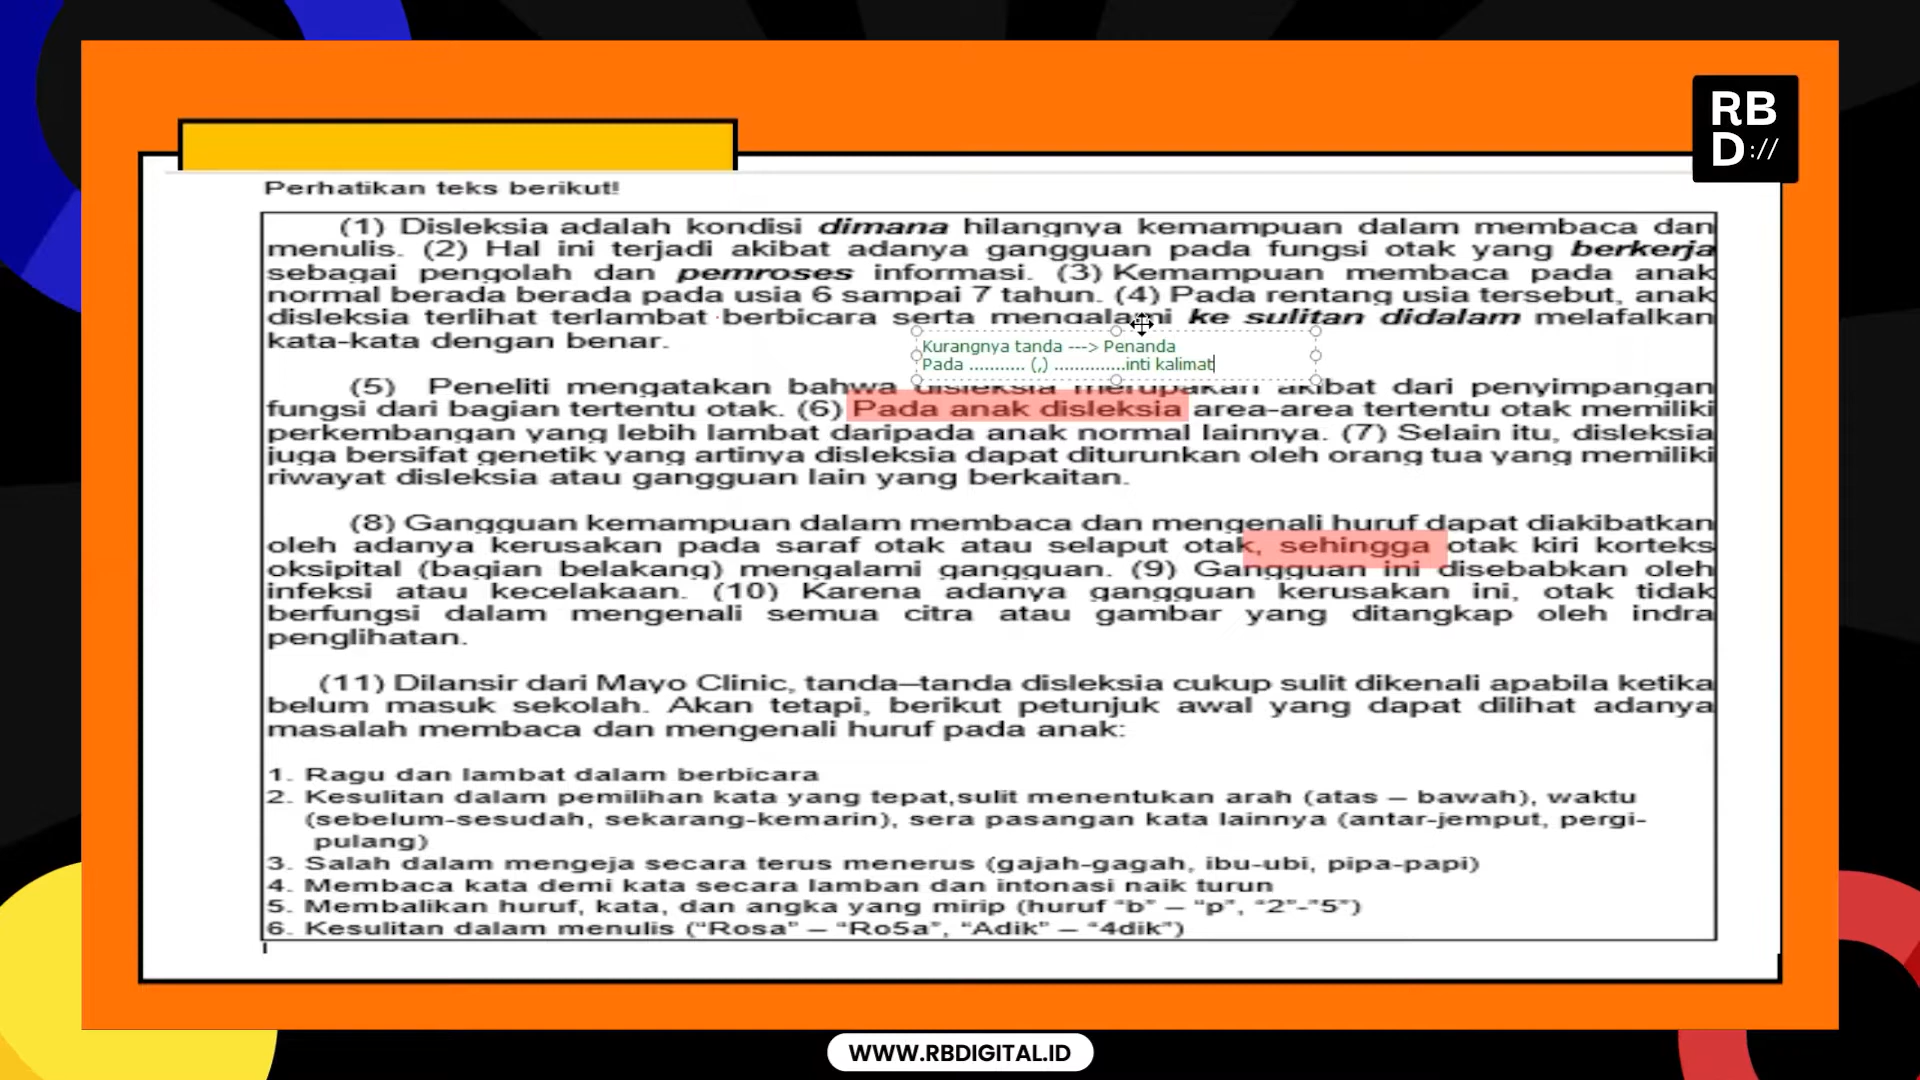 RB
D://
Perhatikan teks berikut!
(1) Disleksia adalah kondisi dimana hilangnya kemampuan dalam membaca dan
menulis. (2) Hal ini terjadi akibat adanya gangguan pada fungsi otak yang berkerja
sebagai pengolah dan pemroses informasi. (3) Kemampuan membaca pada anak
normal berada berada pada usia 6 sampai 7 tahun. (4) Pada rentang usia tersebut, anak
disleksia terlihat terlambat berbicara serta mengalami ke sulitan didalam melafalkan
kata-kata dengan benar.
Kurangnya tanda ---> Penanda
Pada ........... (,) ..............inti kalimat
(5) Peneliti mengatakan bahwa disleksia merupakan akibat dari penyimpangan
fungsi dari bagian tertentu otak. (6) Pada anak disleksia area-area tertentu otak memiliki
perkembangan yang lebih lambat daripada anak normal lainnya. (7) Selain itu, disleksia
juga bersifat genetik yang artinya disleksia dapat diturunkan oleh orang tua yang memiliki
riwayat disleksia atau gangguan lain yang berkaitan.
(8) Gangguan kemampuan dalam membaca dan mengenali huruf dapat diakibatkan
oleh adanya kerusakan pada saraf otak atau selaput otak, sehingga otak kiri korteks
oksipital (bagian belakang) mengalami gangguan. (9) Gangguan ini disebabkan oleh
infeksi atau kecelakaan. (10) Karena adanya gangguan kerusakan ini, otak tidak
berfungsi dalam mengenali semua citra atau gambar yang ditangkap oleh indra
penglihatan.
(11) Dilansir dari Mayo Clinic, tanda–tanda disleksia cukup sulit dikenali apabila ketika
belum masuk sekolah. Akan tetapi, berikut petunjuk awal yang dapat dilihat adanya
masalah membaca dan mengenali huruf pada anak:
1. Ragu dan lambat dalam berbicara
2. Kesulitan dalam pemilihan kata yang tepat,sulit menentukan arah (atas – bawah), waktu
(sebelum-sesudah, sekarang-kemarin), sera pasangan kata lainnya (antar-jemput, pergi-
pulang)
3. Salah dalam mengeja secara terus menerus (gajah-gagah, ibu-ubi, pipa-papi)
4. Membaca kata demi kata secara lamban dan intonasi naik turun
5. Membalikan huruf, kata, dan angka yang mirip (huruf “b” – “p”, “2”-”5”)
6. Kesulitan dalam menulis (“Rosa” – “Ro5a”, “Adik” – “4dik”)
WWW.RBDIGITAL.ID